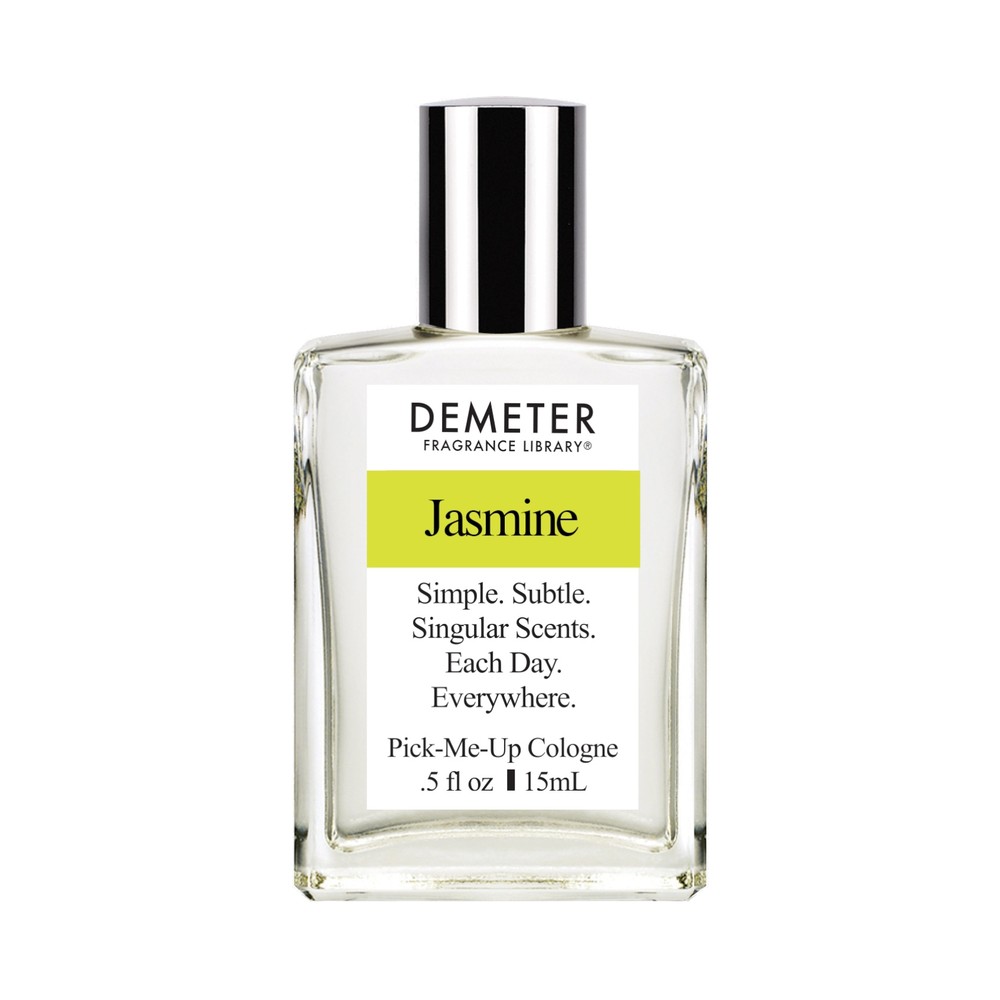 DEMETER
FRAGRANCE LIBRARY®
Jasmine
Simple. Subtle.
Singular Scents.
Each Day.
Everywhere.
Pick-Me-Up Cologne
.5 fl oz ▮ 15mL